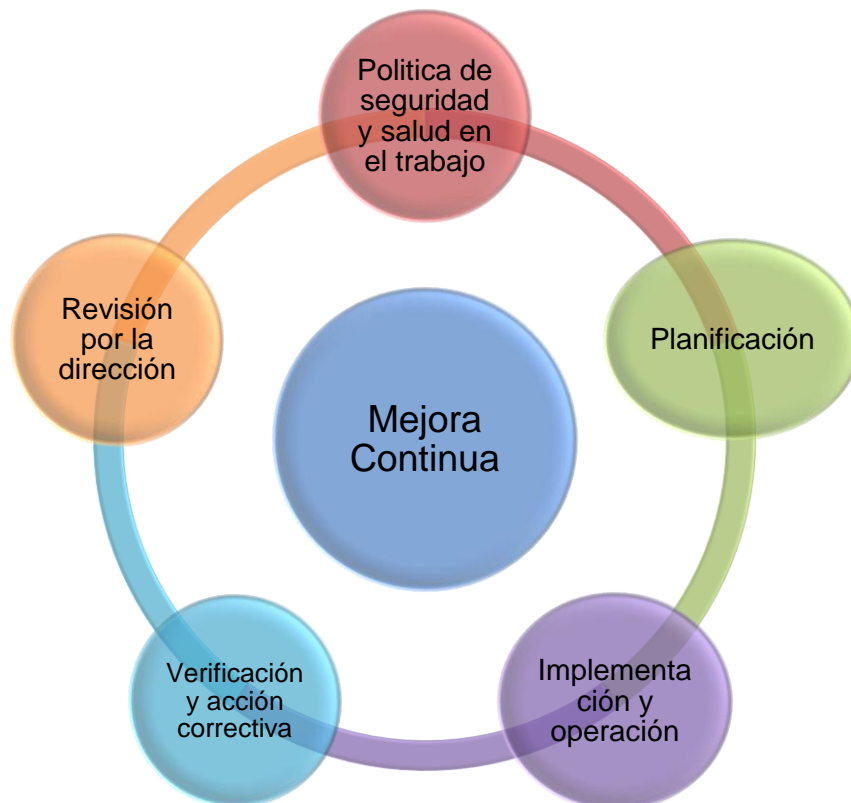 Politica de
seguridad
y salud en
el trabajo
Planificación
Implementa
ción y
operación
Verificación
y acción
correctiva
Revisión
por la
dirección
Mejora
Continua